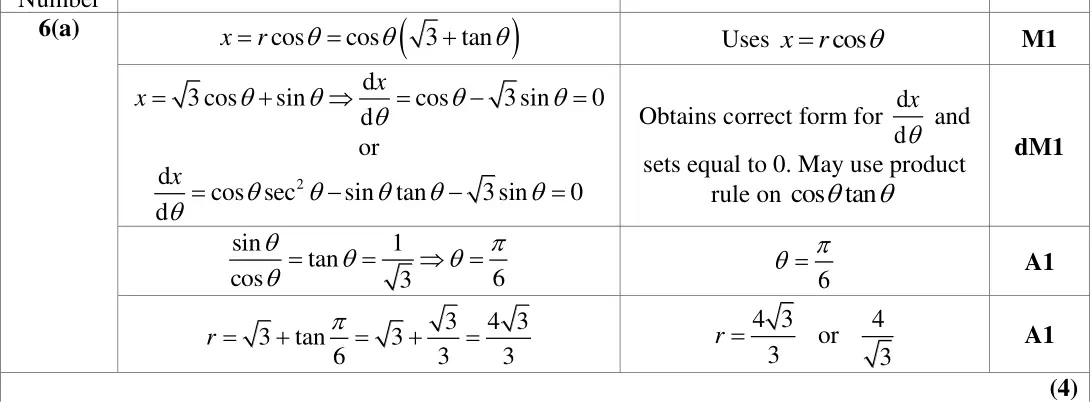 Number
6(a)
x = r cos θ = cos θ (√3 + tan θ)
Uses x = r cos θ
M1
x = √3 cos θ + sin θ ⇒ dx/dθ = cos θ − √3 sin θ = 0
or
dx/dθ = cos θ sec² θ − sin θ tan θ − √3 sin θ = 0
Obtains correct form for dx/dθ and
sets equal to 0. May use product
rule on cos θ tan θ
dM1
sin θ/cos θ = tan θ = 1/√3 ⇒ θ = π/6
θ = π/6
A1
r = √3 + tan π/6 = √3 + √3/3 = 4√3/3
r = 4√3/3 or 4/√3
A1
(4)